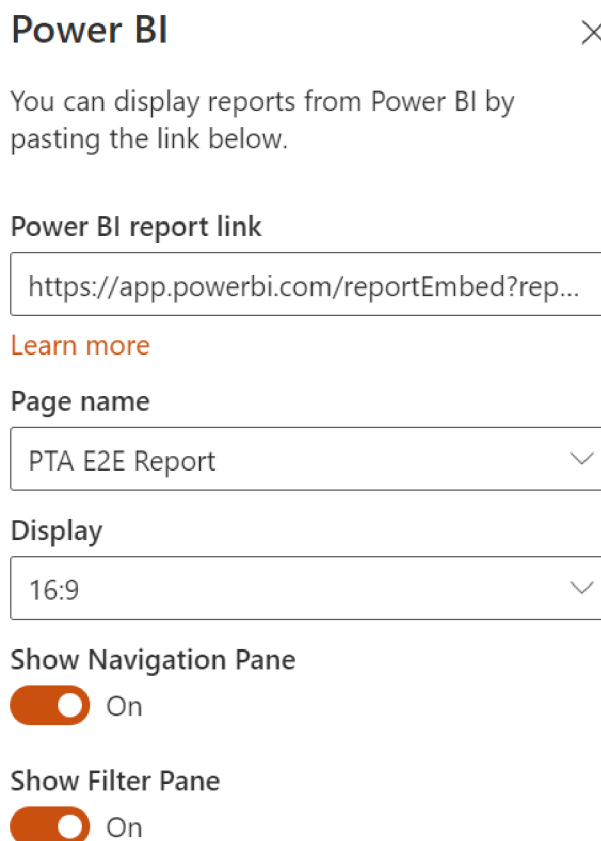 Power BI
You can display reports from Power BI by
pasting the link below.
Power BI report link
https://app.powerbi.com/reportEmbed?rep...
Learn more
Page name
PTA E2E Report
Display
16:9
Show Navigation Pane
On
Show Filter Pane
On